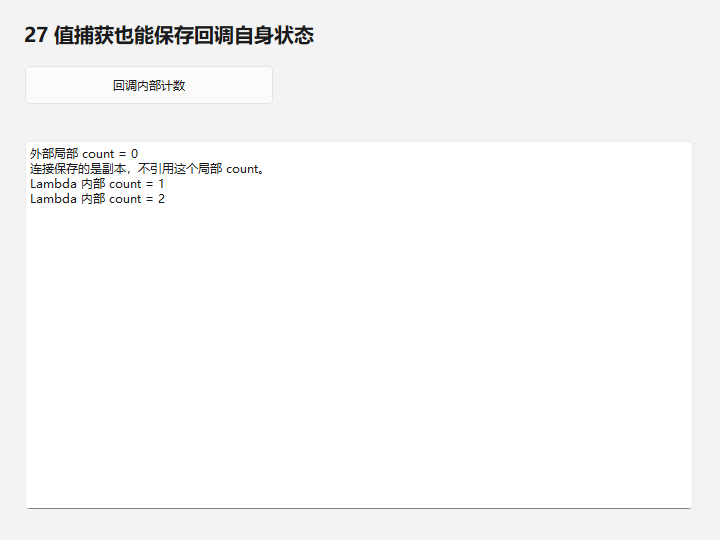 27 值捕获也能保存回调自身状态
回调内部计数
外部局部 count = 0
连接保存的是副本，不引用这个局部 count。
Lambda 内部 count = 1
Lambda 内部 count = 2